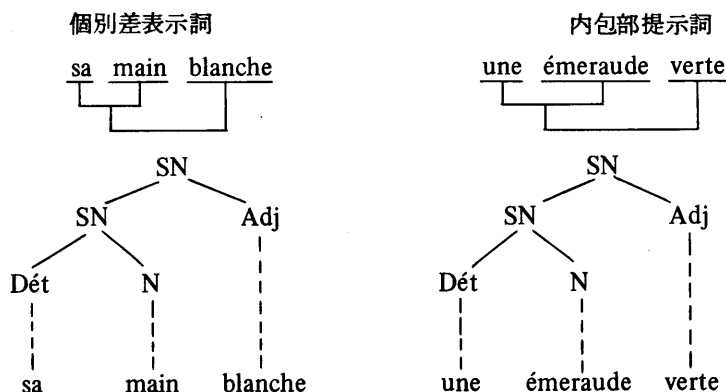 個別差表示詞 内包部提示詞
sa main blanche une émeraude verte
SN SN
SN Adj SN Adj
Dét N Dét N
sa main blanche une émeraude verte